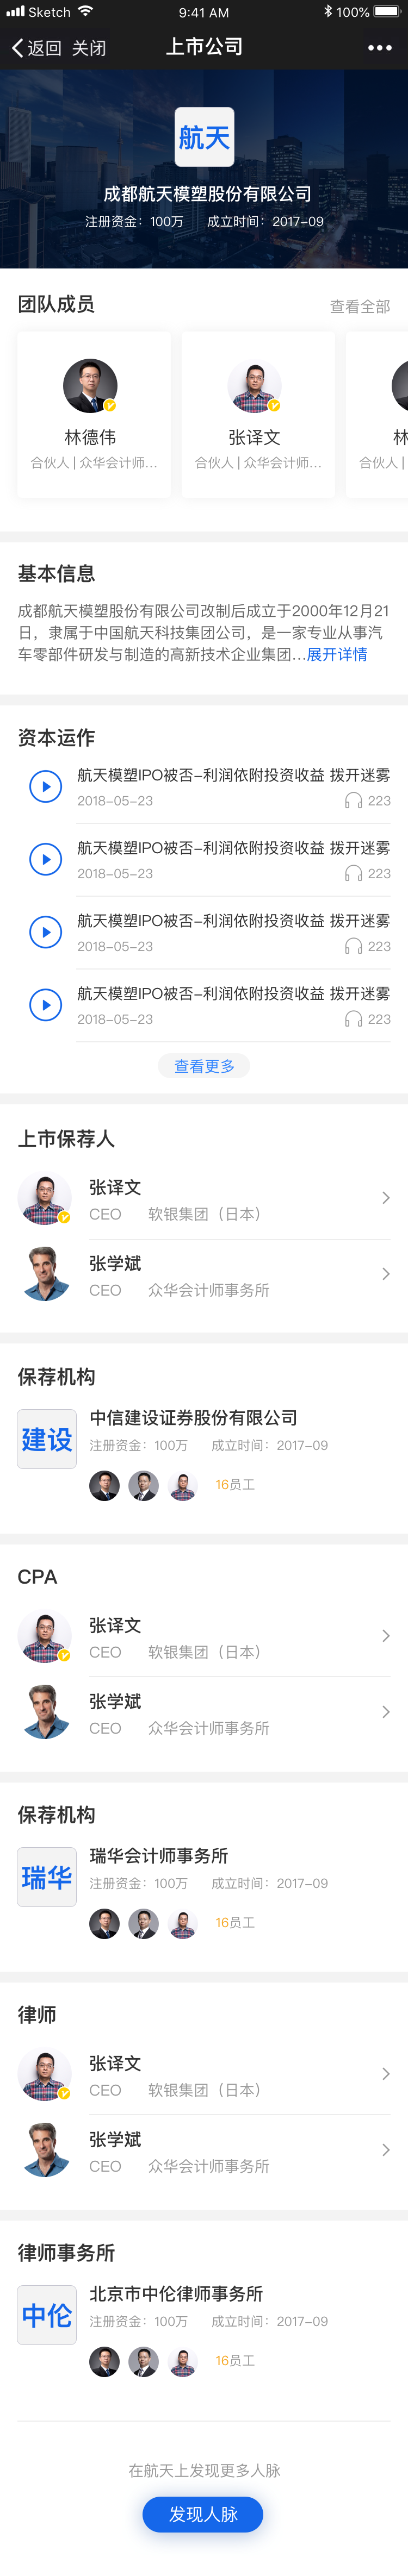 Sketch 9:41 AM 100%
返回 关闭 上市公司
航天
成都航天模塑股份有限公司
注册资金：100万 成立时间：2017-09
团队成员 查看全部
林德伟 张译文 林
合伙人 | 众华会计师... 合伙人 | 众华会计师... 合伙人 |
基本信息
成都航天模塑股份有限公司改制后成立于2000年12月21
日，隶属于中国航天科技集团公司，是一家专业从事汽
车零部件研发与制造的高新技术企业集团...展开详情
资本运作
航天模塑IPO被否-利润依附投资收益 拨开迷雾
2018-05-23 223
航天模塑IPO被否-利润依附投资收益 拨开迷雾
2018-05-23 223
航天模塑IPO被否-利润依附投资收益 拨开迷雾
2018-05-23 223
航天模塑IPO被否-利润依附投资收益 拨开迷雾
2018-05-23 223
查看更多
上市保荐人
张译文
CEO 软银集团（日本）
张学斌
CEO 众华会计师事务所
保荐机构
建设
中信建设证券股份有限公司
注册资金：100万 成立时间：2017-09
16员工
CPA
张译文
CEO 软银集团（日本）
张学斌
CEO 众华会计师事务所
保荐机构
瑞华
瑞华会计师事务所
注册资金：100万 成立时间：2017-09
16员工
律师
张译文
CEO 软银集团（日本）
张学斌
CEO 众华会计师事务所
律师事务所
中伦
北京市中伦律师事务所
注册资金：100万 成立时间：2017-09
16员工
在航天上发现更多人脉
发现人脉